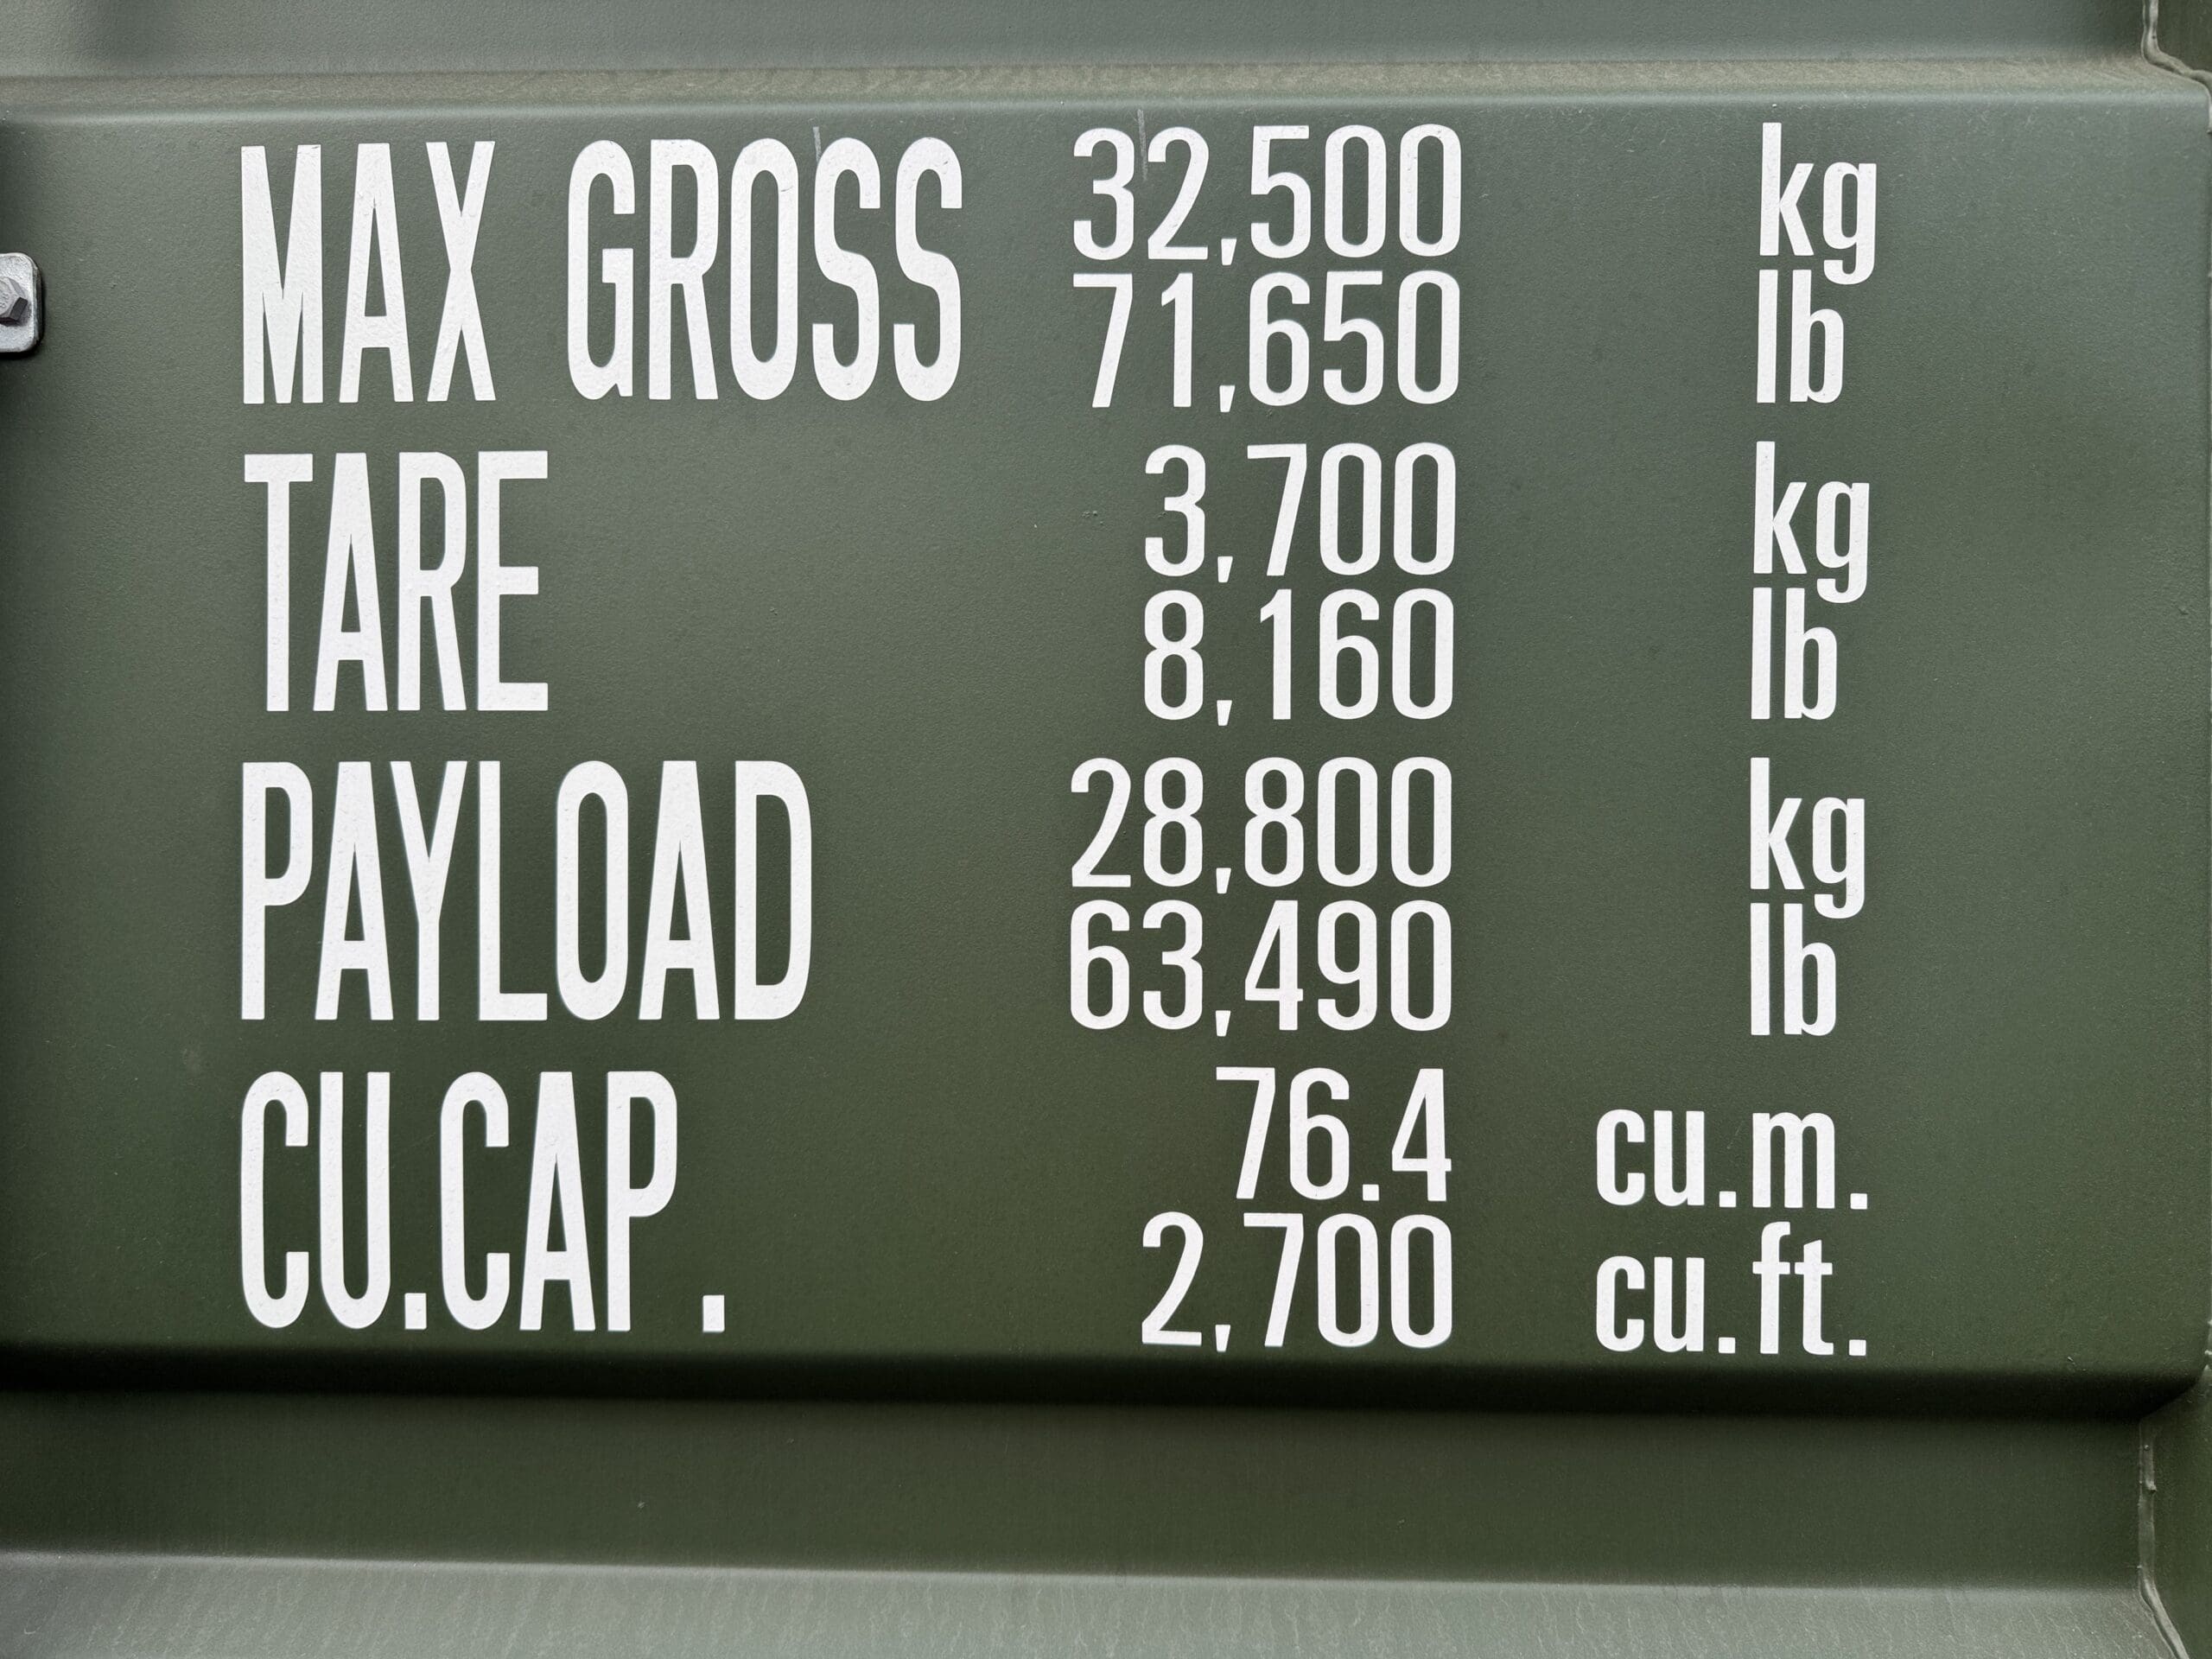 MAX GROSS 32,500 kg
71,650 lb
TARE 3,700 kg
8,160 lb
PAYLOAD 28,800 kg
63,490 lb
CU.CAP. 76.4 cu.m.
2,700 cu.ft.